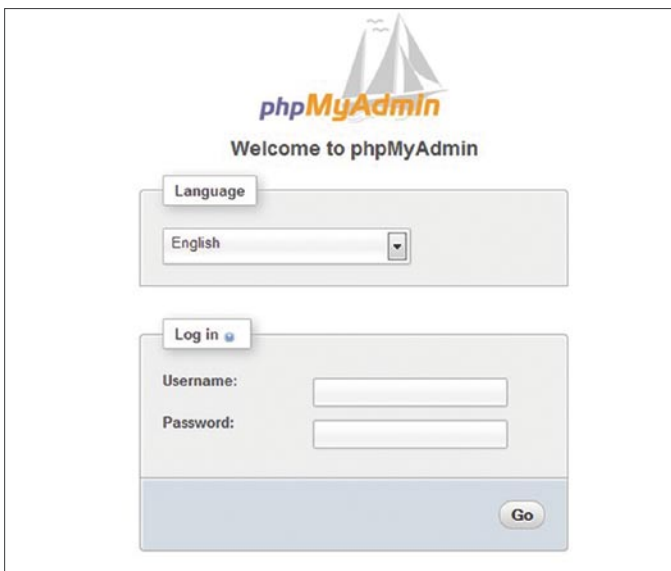 phpMyAdmin
Welcome to phpMyAdmin
Language
English
Log in
Username:
Password:
Go